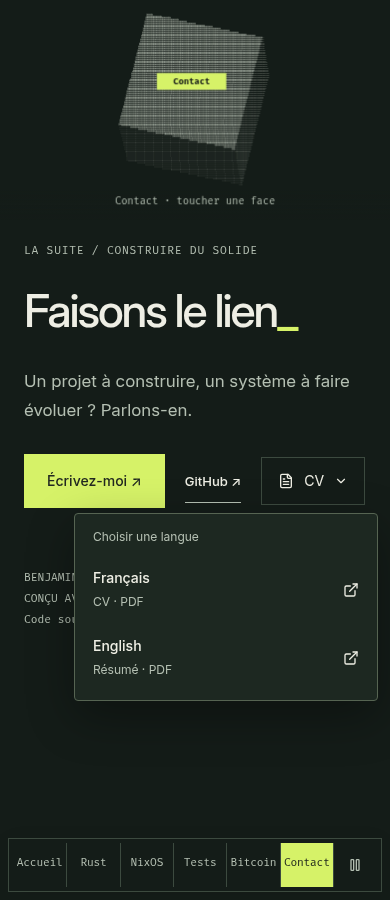 Contact
Contact · toucher une face
LA SUITE / CONSTRUIRE DU SOLIDE
Faisons le lien_
Un projet à construire, un système à faire
évoluer ? Parlons-en.
Écrivez-moi ↗ GitHub ↗ CV
Choisir une langue
BENJAMIN
Français
CONÇU
CV · PDF
Code
English
Résumé · PDF
Accueil Rust NixOS Tests Bitcoin Contact